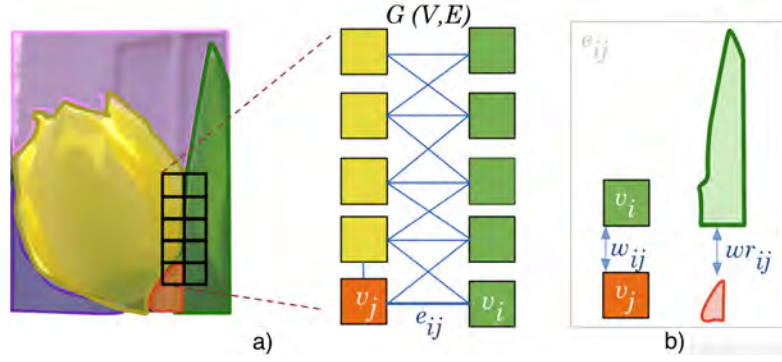 G (V,E)
e_ij
v_i
w_ij
wr_ij
v_j
v_j
v_i
e_ij
a)
b)